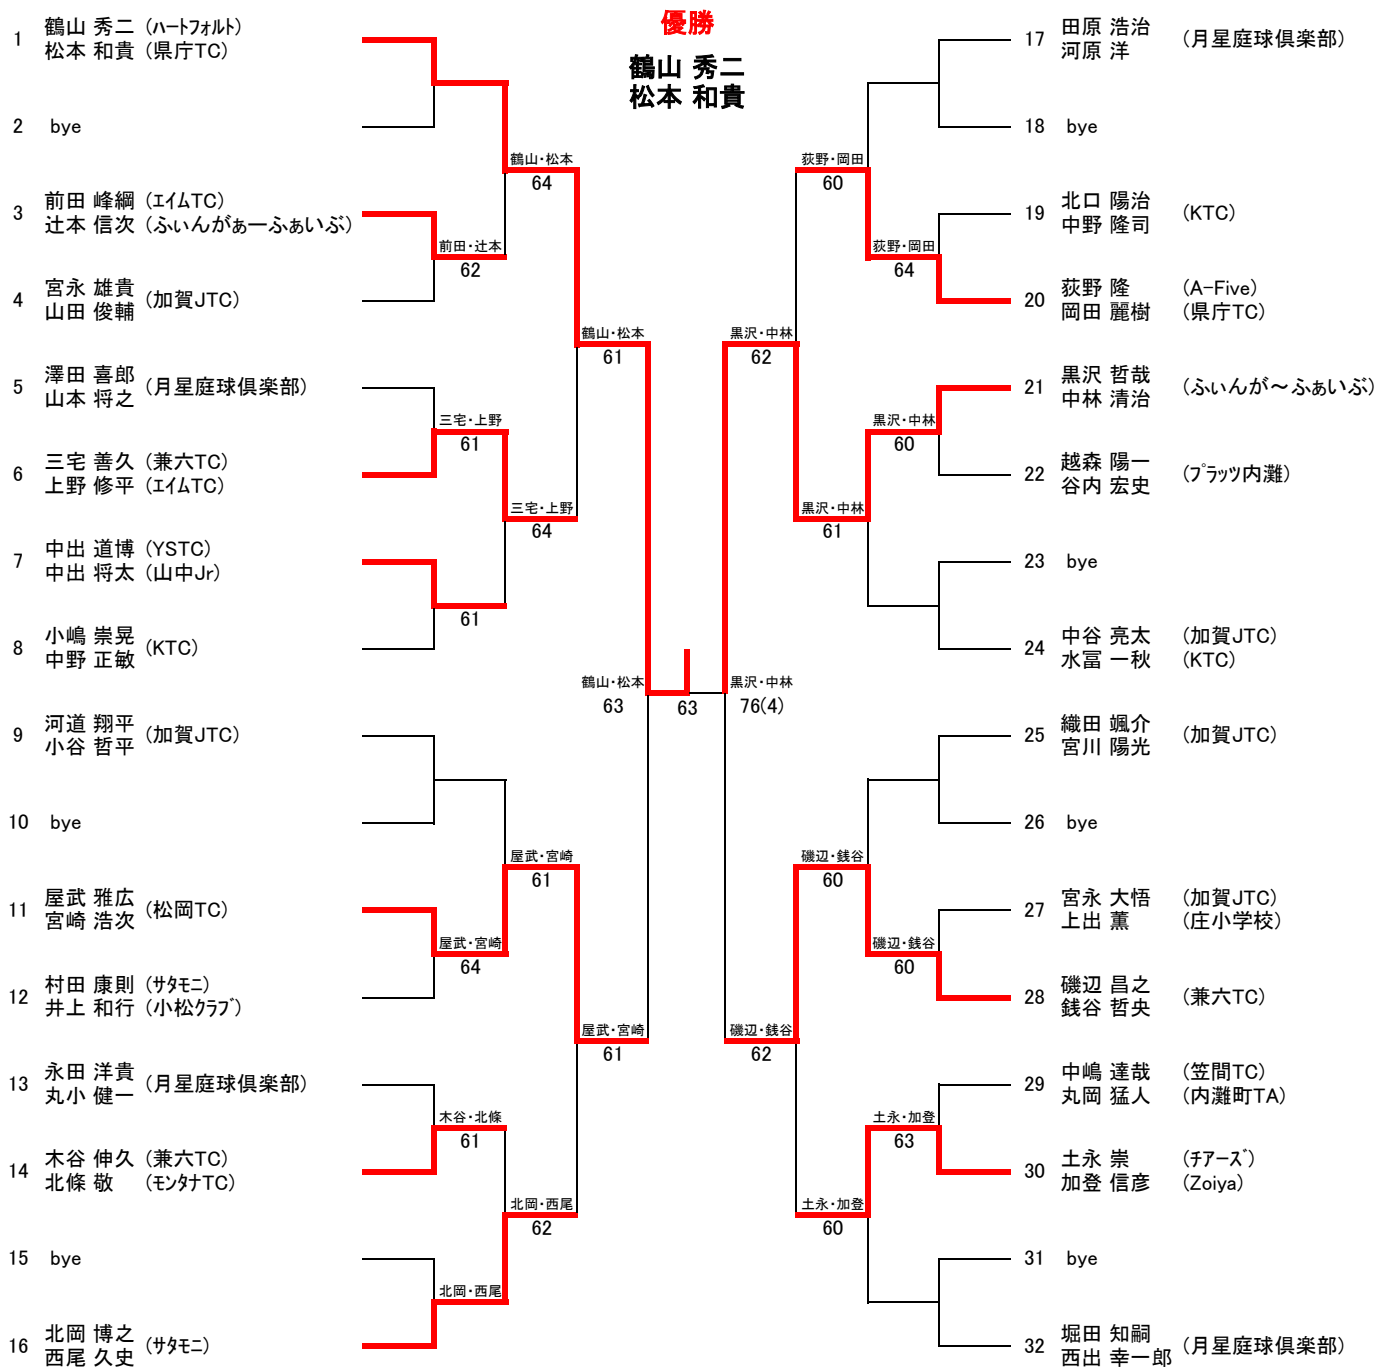 優勝
鶴山 秀二
松本 和貴
1 鶴山 秀二 (ハートフォルト)
松本 和貴 (県庁TC)
2 bye
3 前田 峰綱 (エイムTC)
辻本 信次 (ふぃんがぁーふぁいぶ)
4 宮永 雄貴 (加賀JTC)
山田 俊輔
5 澤田 喜郎 (月星庭球倶楽部)
山本 将之
6 三宅 善久 (兼六TC)
上野 修平 (エイムTC)
7 中出 道博 (YSTC)
中出 将太 (山中Jr)
8 小嶋 崇晃 (KTC)
中野 正敏
9 河道 翔平 (加賀JTC)
小谷 哲平
10 bye
11 屋武 雅広 (松岡TC)
宮崎 浩次
12 村田 康則 (サタモニ)
井上 和行 (小松クラブ)
13 永田 洋貴 (月星庭球倶楽部)
丸小 健一
14 木谷 伸久 (兼六TC)
北條 敬 (モンタナTC)
15 bye
16 北岡 博之 (サタモニ)
西尾 久史
前田・辻本
62
三宅・上野
61
61
屋武・宮崎
64
木谷・北條
61
北岡・西尾
鶴山・松本
64
三宅・上野
64
屋武・宮崎
61
北岡・西尾
62
鶴山・松本
61
屋武・宮崎
61
鶴山・松本
63
63
黒沢・中林
76(4)
黒沢・中林
62
磯辺・銭谷
62
荻野・岡田
60
黒沢・中林
61
磯辺・銭谷
60
土永・加登
60
荻野・岡田
64
黒沢・中林
60
磯辺・銭谷
60
土永・加登
63
17 田原 浩治 (月星庭球倶楽部)
河原 洋
18 bye
19 北口 陽治 (KTC)
中野 隆司
20 荻野 隆 (A-Five)
岡田 麗樹 (県庁TC)
21 黒沢 哲哉 (ふぃんが～ふぁいぶ)
中林 清治
22 越森 陽一 (プラッツ内灘)
谷内 宏史
23 bye
24 中谷 亮太 (加賀JTC)
水冨 一秋 (KTC)
25 織田 颯介 (加賀JTC)
宮川 陽光
26 bye
27 宮永 大悟 (加賀JTC)
上出 薫 (庄小学校)
28 磯辺 昌之 (兼六TC)
銭谷 哲央
29 中嶋 達哉 (笠間TC)
丸岡 猛人 (内灘町TA)
30 土永 崇 (チアーズ)
加登 信彦 (Zoiya)
31 bye
32 堀田 知嗣 (月星庭球倶楽部)
西出 幸一郎